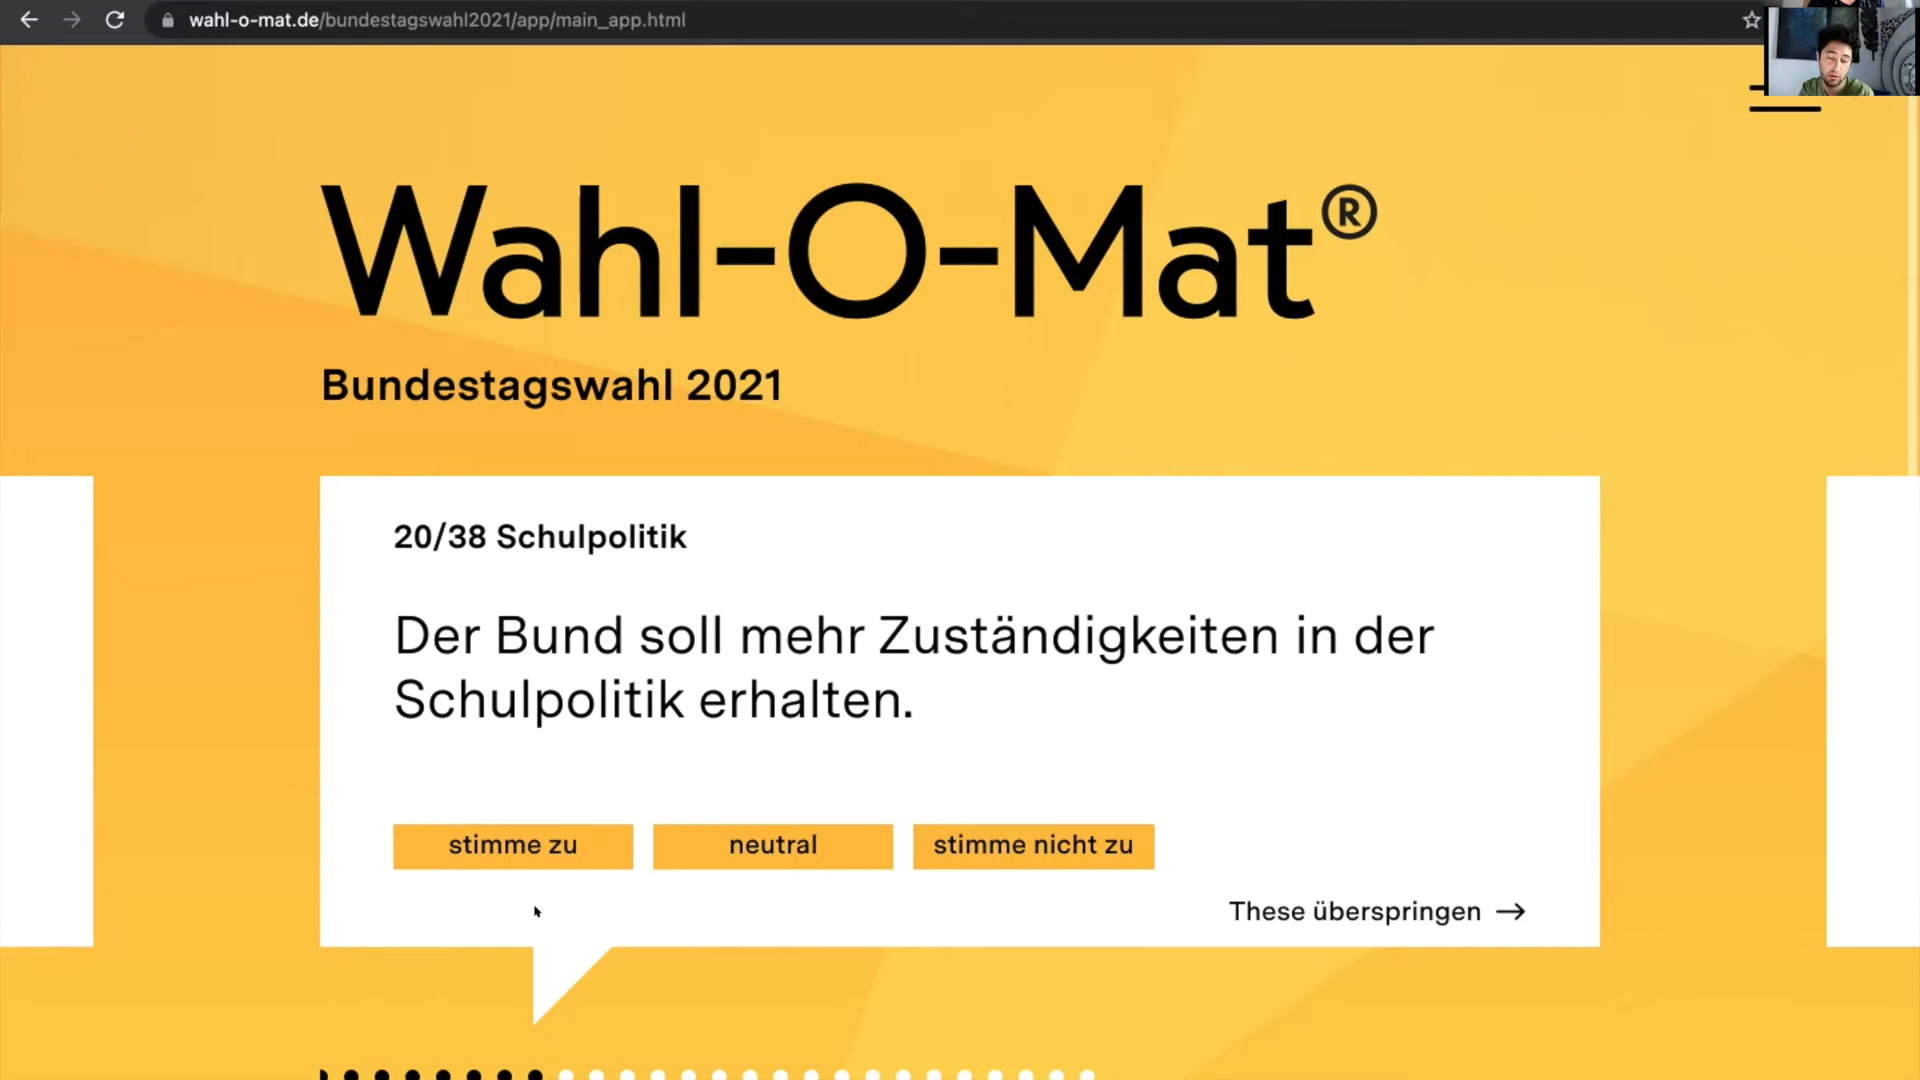 wahl-o-mat.de/bundestagswahl2021/app/main_app.html
Wahl-O-Mat®
Bundestagswahl 2021
20/38 Schulpolitik
Der Bund soll mehr Zuständigkeiten in der
Schulpolitik erhalten.
stimme zu
neutral
stimme nicht zu
These überspringen →